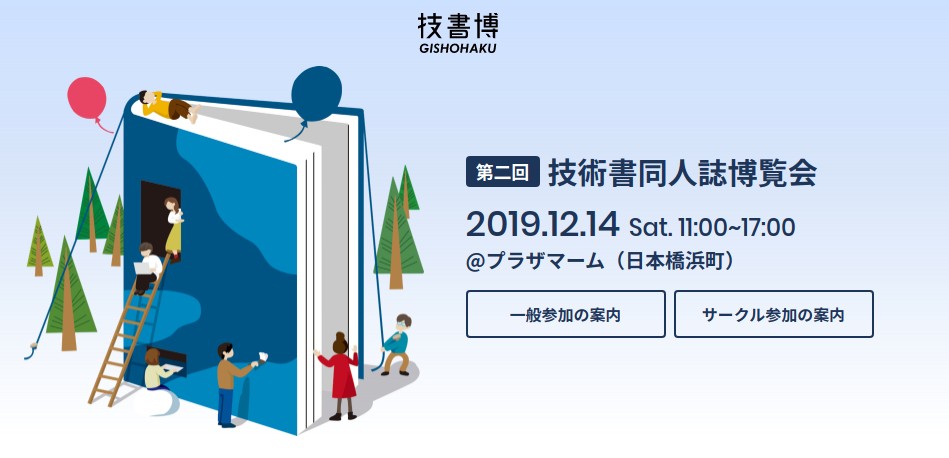 技書博
GISHOHAKU
第二回 技術書同人誌博覧会
2019.12.14 Sat. 11:00~17:00
@プラザマーム（日本橋浜町）
一般参加の案内 サークル参加の案内